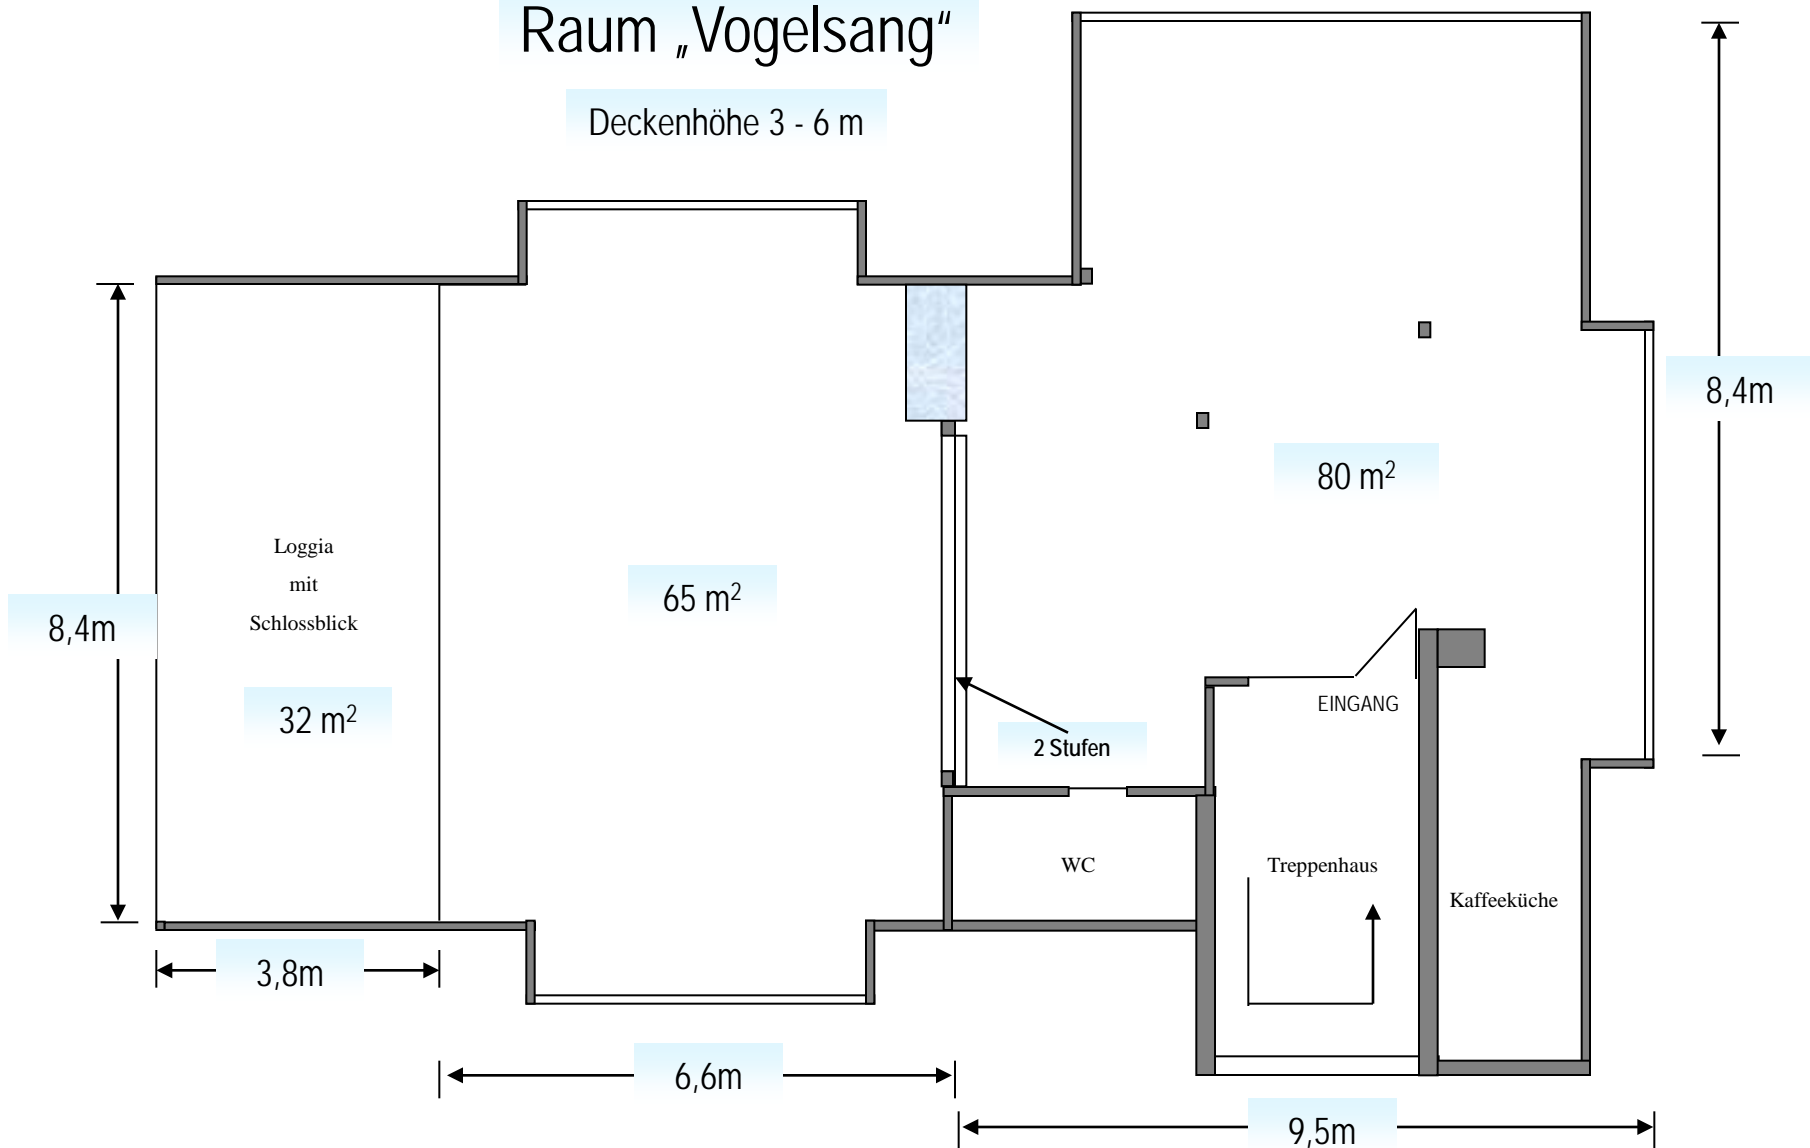 Raum „Vogelsang“
Deckenhöhe 3 - 6 m
8,4m
80 m²
Loggia
mit
Schlossblick
65 m²
8,4m
32 m²
EINGANG
2 Stufen
WC
Treppenhaus
Kaffeeküche
3,8m
6,6m
9,5m